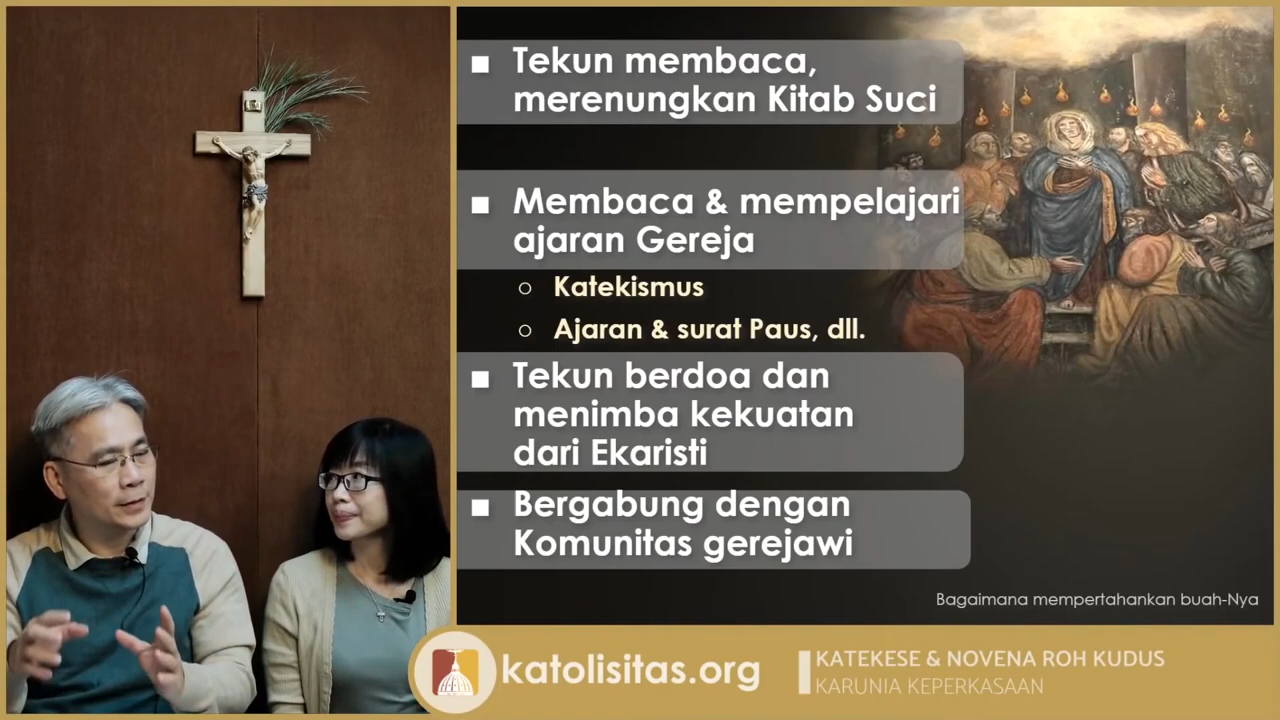 ■ Tekun membaca,
merenungkan Kitab Suci
■ Membaca & mempelajari
ajaran Gereja
○ Katekismus
○ Ajaran & surat Paus, dll.
■ Tekun berdoa dan
menimba kekuatan
dari Ekaristi
■ Bergabung dengan
Komunitas gerejawi
Bagaimana mempertahankan buah-Nya
katolisitas.org
KATEKESE & NOVENA ROH KUDUS
KARUNIA KEPERKASAAN